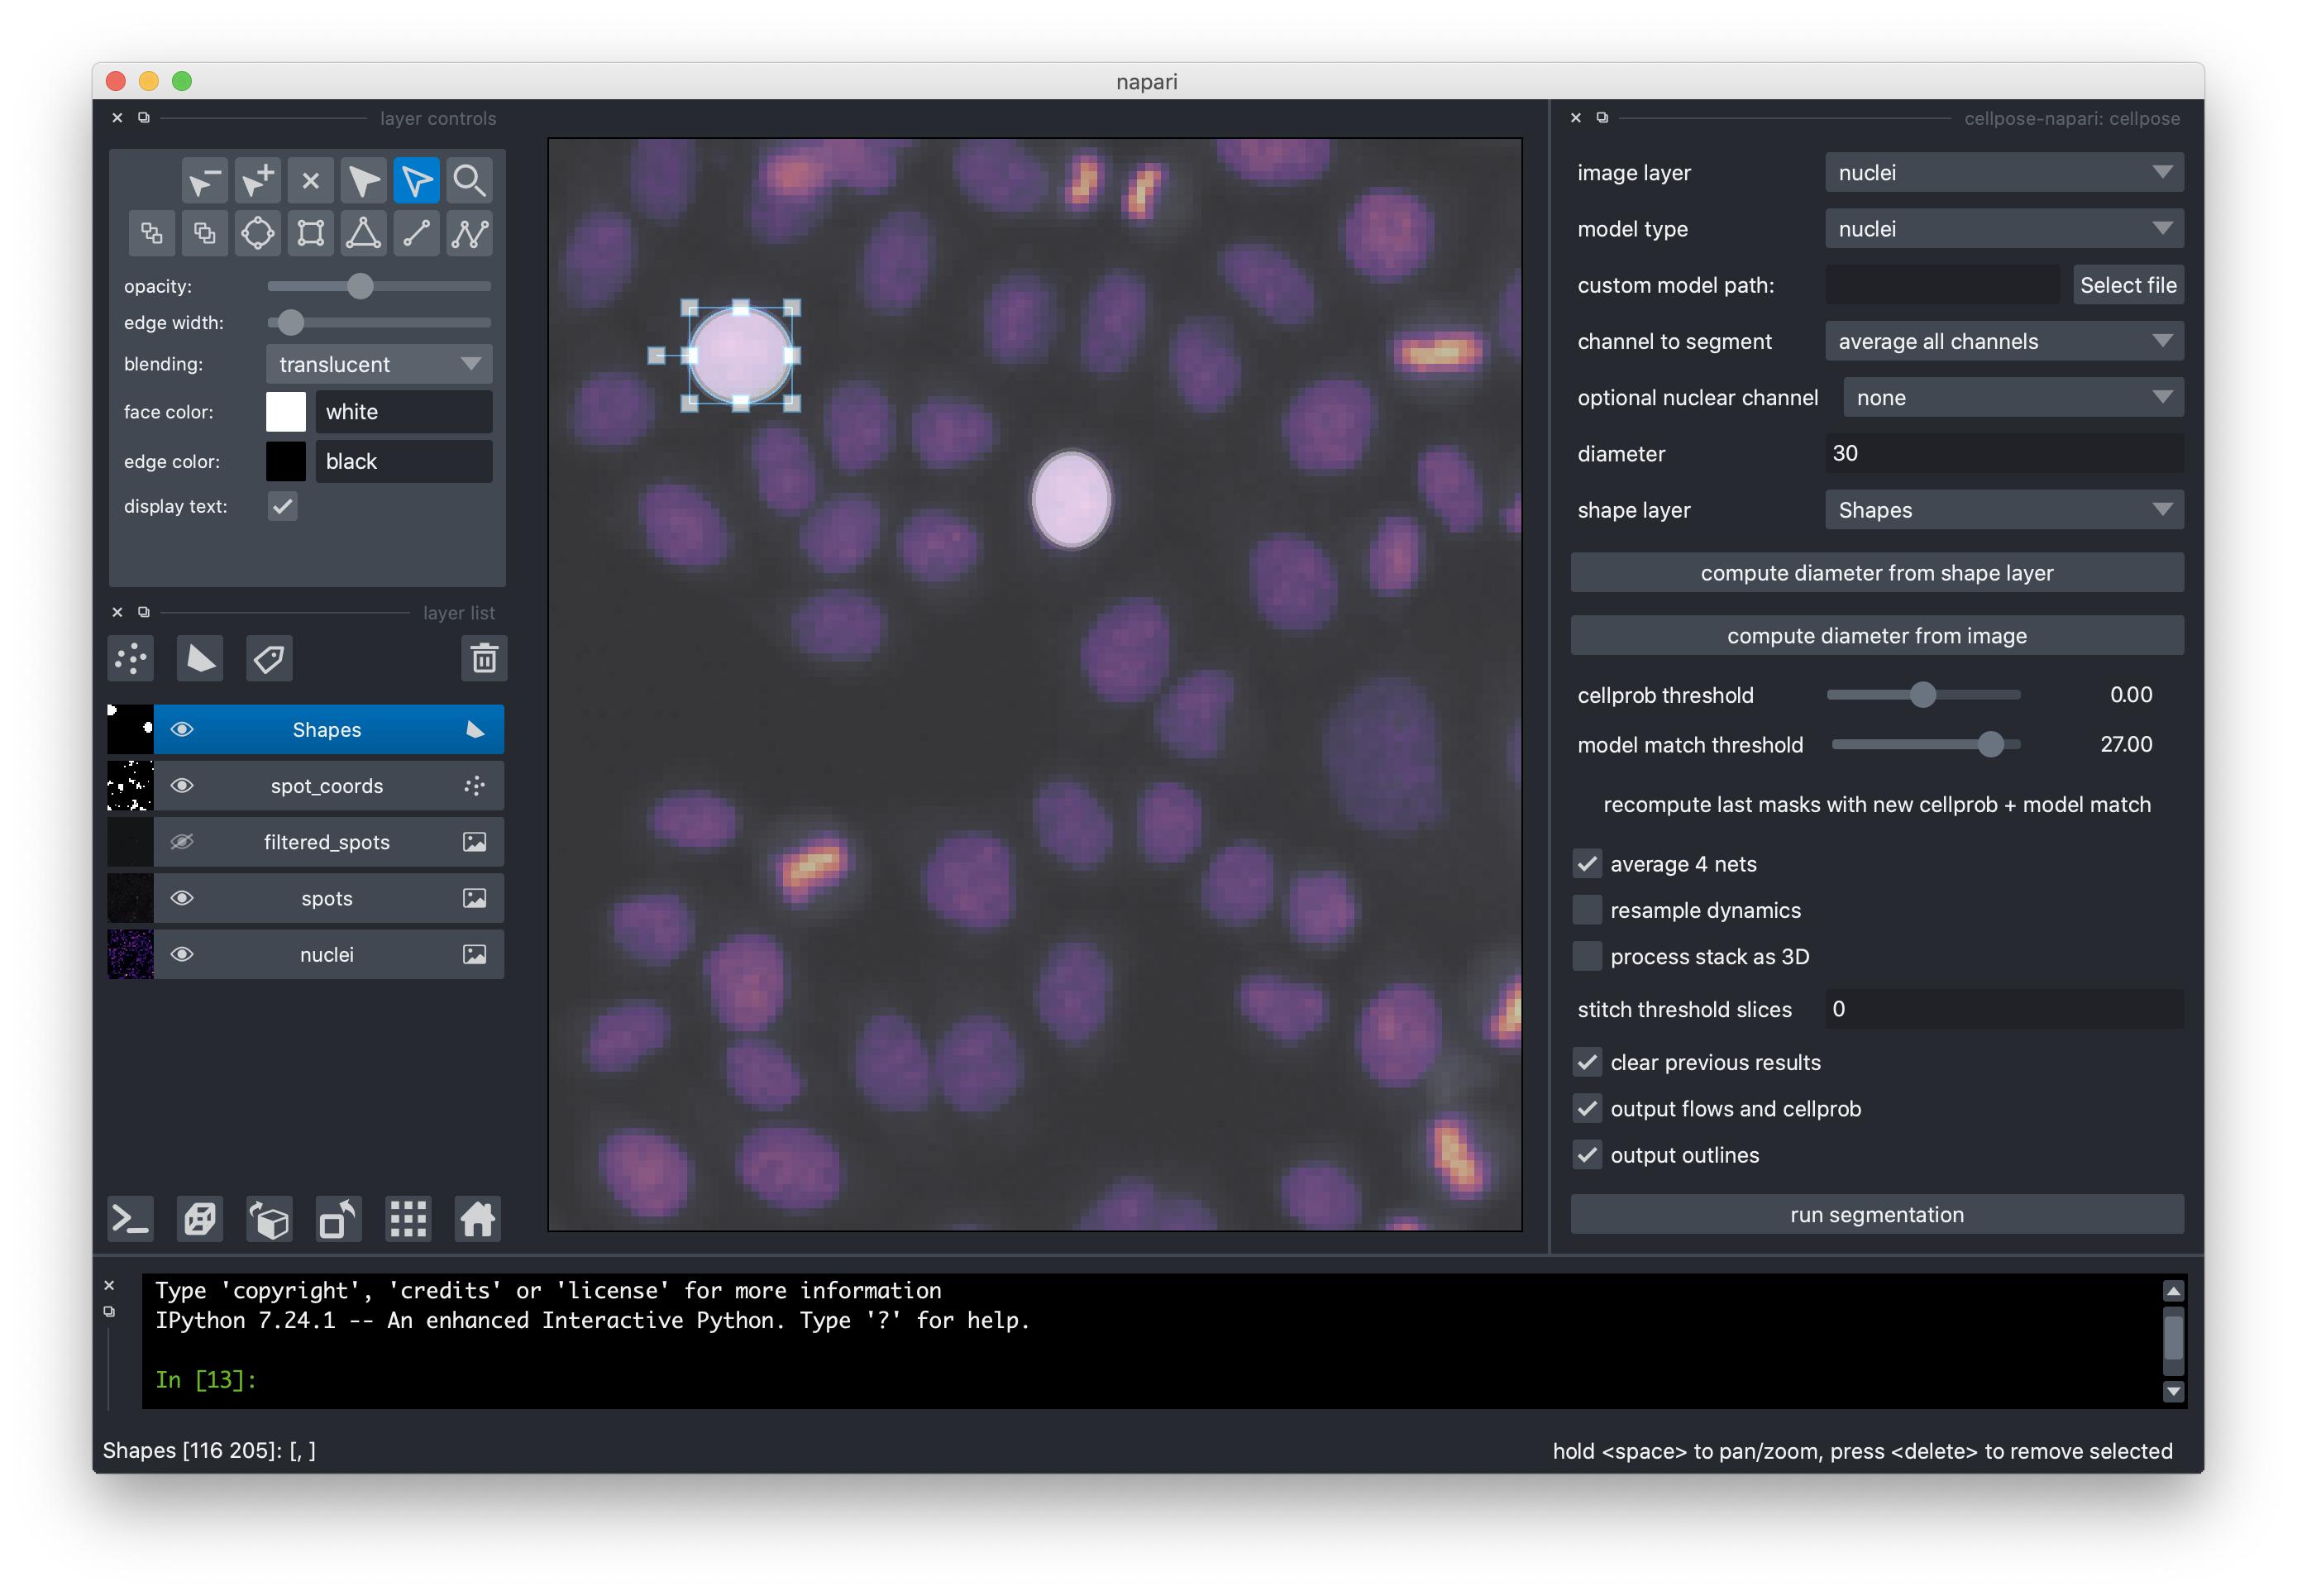 napari
layer controls
opacity:
edge width:
blending:
translucent
face color:
white
edge color:
black
display text:
layer list
Shapes
spot_coords
filtered_spots
spots
nuclei
cellpose-napari: cellpose
image layer
nuclei
model type
nuclei
custom model path:
Select file
channel to segment
average all channels
optional nuclear channel
none
diameter
30
shape layer
Shapes
compute diameter from shape layer
compute diameter from image
cellprob threshold
0.00
model match threshold
27.00
recompute last masks with new cellprob + model match
average 4 nets
resample dynamics
process stack as 3D
stitch threshold slices
0
clear previous results
output flows and cellprob
output outlines
run segmentation
Type 'copyright', 'credits' or 'license' for more information
IPython 7.24.1 -- An enhanced Interactive Python. Type '?' for help.
In [13]:
Shapes [116 205]: [, ]
hold <space> to pan/zoom, press <delete> to remove selected